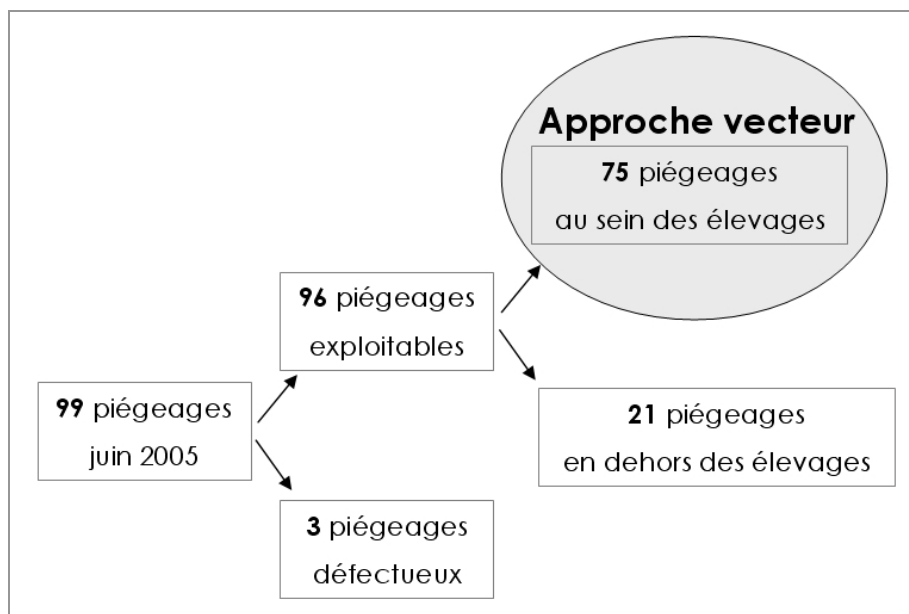 Approche vecteur
75 piégeages
au sein des élevages
96 piégeages
exploitables
99 piégeages
juin 2005
21 piégeages
en dehors des élevages
3 piégeages
défectueux